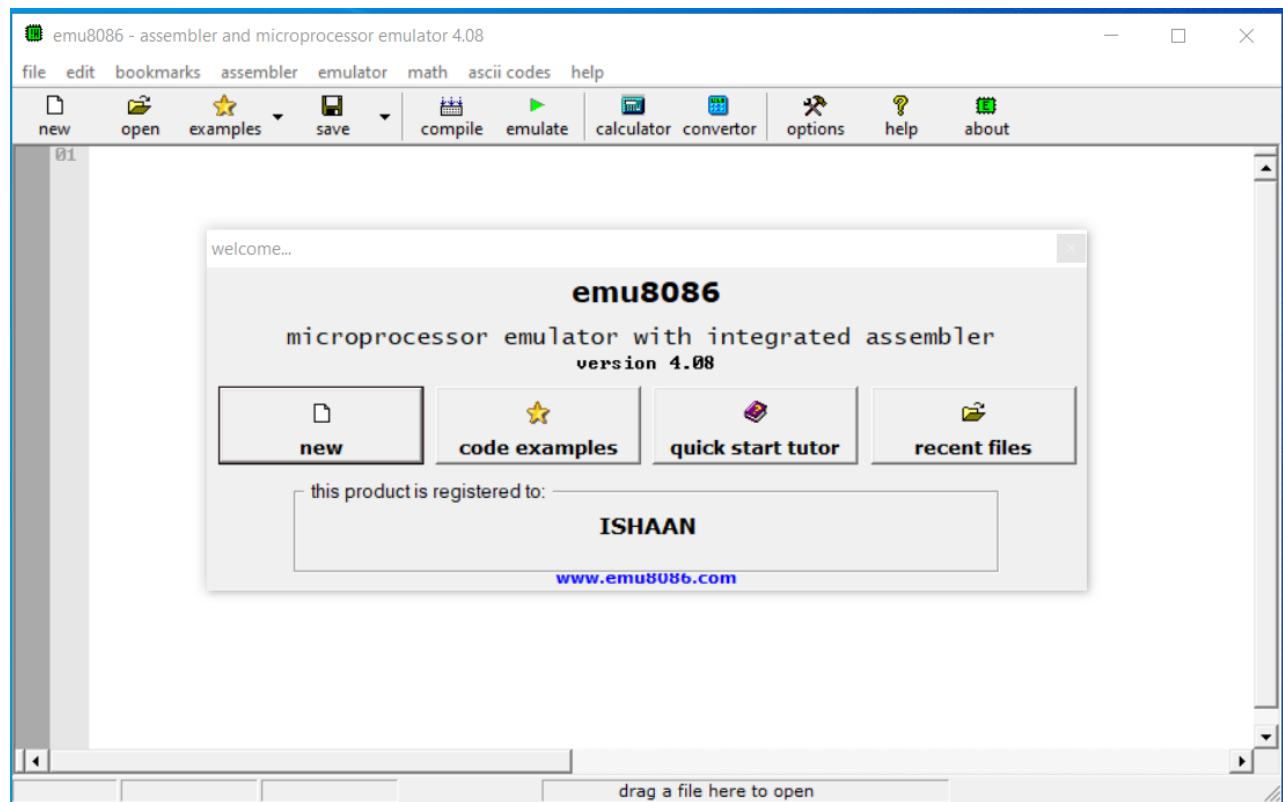 emu8086 - assembler and microprocessor emulator 4.08
file edit bookmarks assembler emulator math ascii codes help
new open examples save compile emulate calculator convertor options help about
01
welcome...
emu8086
microprocessor emulator with integrated assembler
version 4.08
new code examples quick start tutor recent files
this product is registered to:
ISHAAN
www.emu8086.com
drag a file here to open